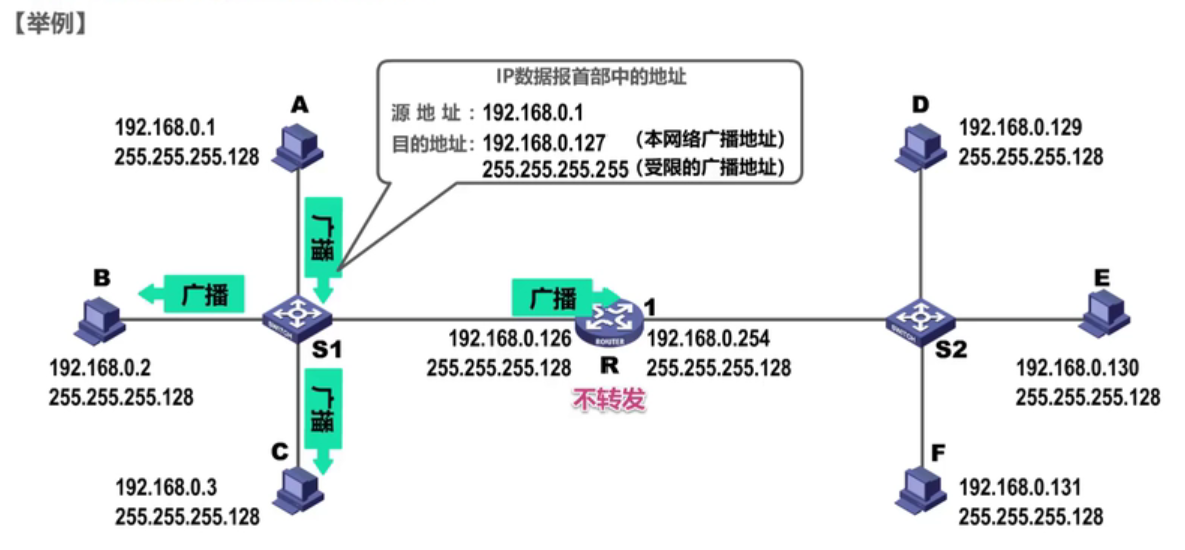 【举例】
IP数据报首部中的地址
源地址：192.168.0.1
目的地址：192.168.0.127（本网络广播地址）
255.255.255.255（受限的广播地址）
A
192.168.0.1
255.255.255.128
D
192.168.0.129
255.255.255.128
广播
B
广播
192.168.0.2
255.255.255.128
SWITCH
S1
广播
192.168.0.126
255.255.255.128
ROUTER
R
不转发
1
192.168.0.254
255.255.255.128
SWITCH
S2
E
192.168.0.130
255.255.255.128
广播
C
192.168.0.3
255.255.255.128
F
192.168.0.131
255.255.255.128